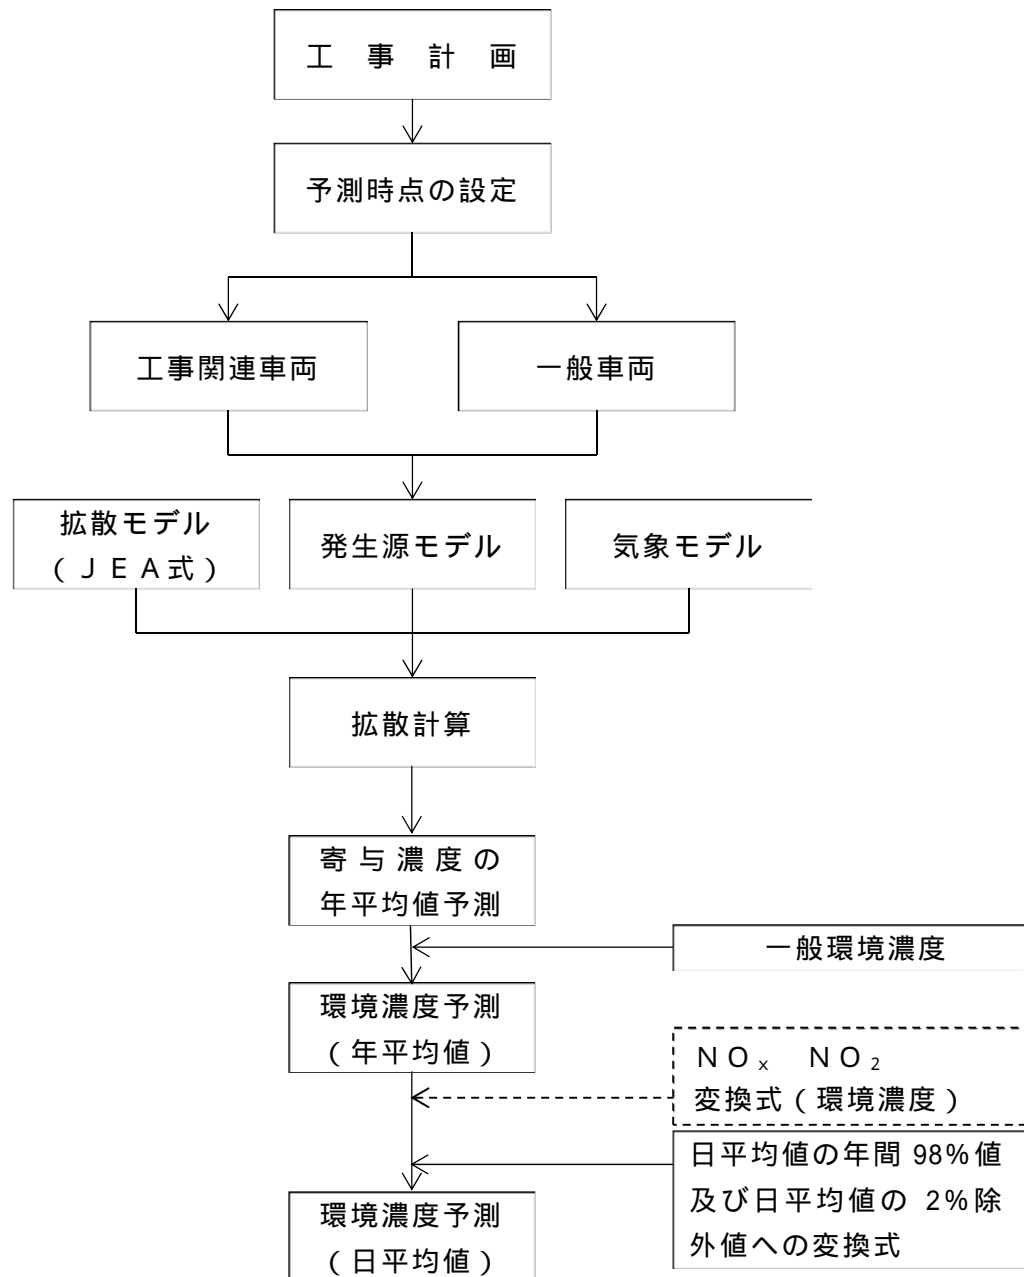 工 事 計 画
予測時点の設定
工事関連車両
一般車両
拡散モデル
(ＪＥＡ式)
発生源モデル
気象モデル
拡散計算
寄与濃度の
年平均値予測
一般環境濃度
環境濃度予測
(年平均値)
ＮＯx ＮＯ2
変換式(環境濃度)
日平均値の年間 98%値
及び日平均値の 2%除
外値への変換式
環境濃度予測
(日平均値)